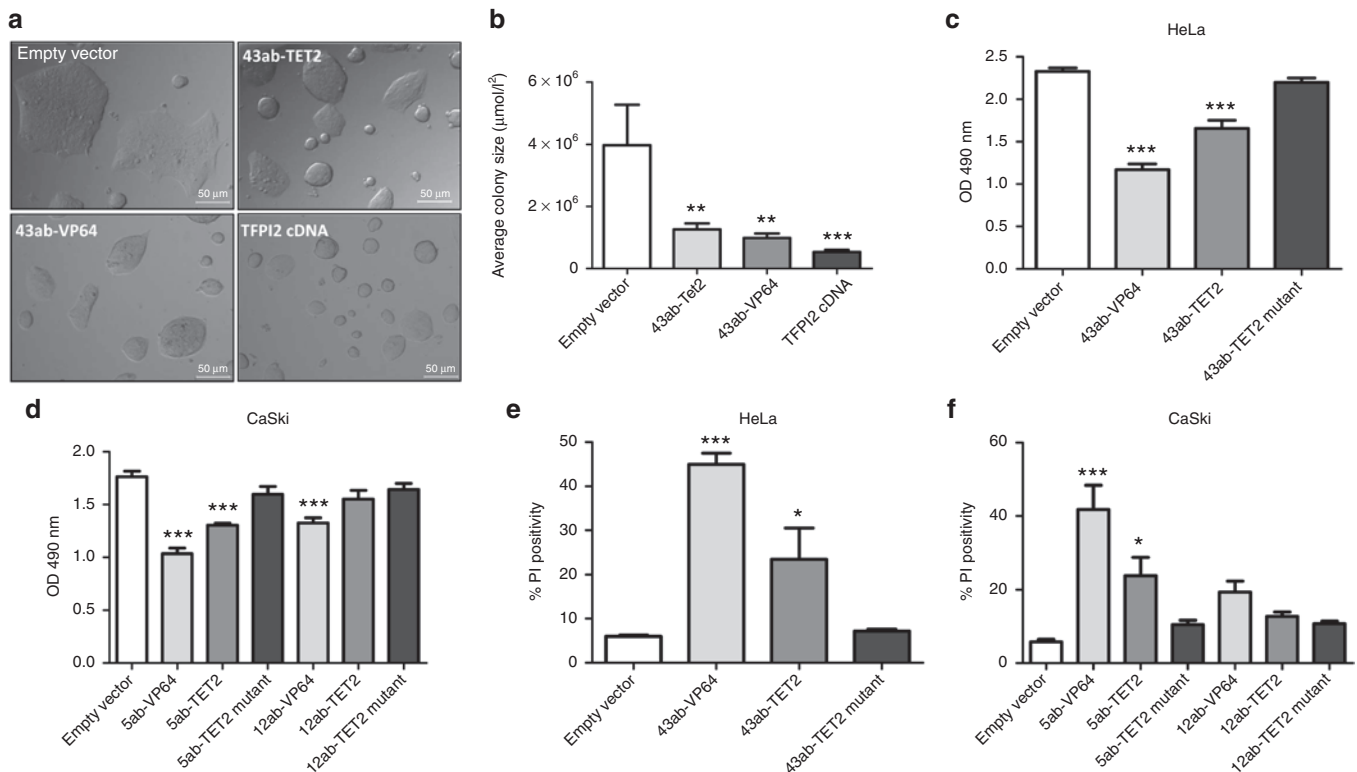 a
Empty vector
50 μm
43ab-TET2
50 μm
43ab-VP64
50 μm
TFPI2 cDNA
50 μm
b
Average colony size (μmol/l²)
6 × 10⁶
4 × 10⁶
2 × 10⁶
0
**
**
***
Empty vector
43ab-Tet2
43ab-VP64
TFPI2 cDNA
c
HeLa
OD 490 nm
2.5
2.0
1.5
1.0
0.5
0.0
***
***
Empty vector
43ab-VP64
43ab-TET2
43ab-TET2 mutant
d
CaSki
OD 490 nm
2.0
1.5
1.0
0.5
0.0
***
***
***
Empty vector
5ab-VP64
5ab-TET2
5ab-TET2 mutant
12ab-VP64
12ab-TET2
12ab-TET2 mutant
e
HeLa
% PI positivity
50
40
30
20
10
0
***
*
Empty vector
43ab-VP64
43ab-TET2
43ab-TET2 mutant
f
CaSki
% PI positivity
60
40
20
0
***
*
Empty vector
5ab-VP64
5ab-TET2
5ab-TET2 mutant
12ab-VP64
12ab-TET2
12ab-TET2 mutant